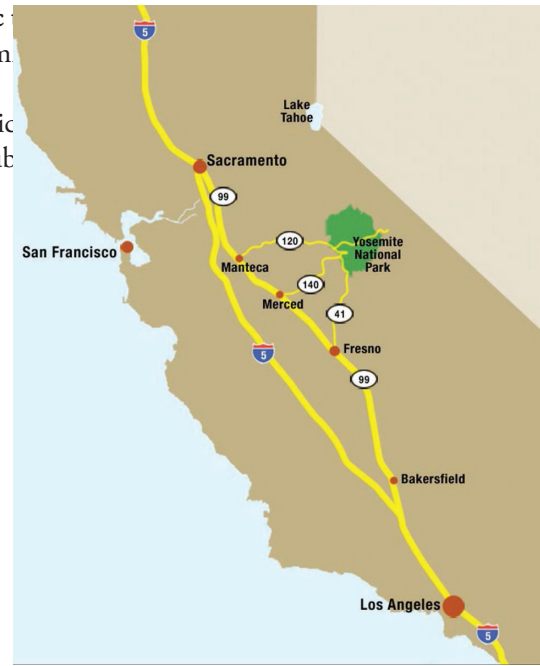 5
Lake
Tahoe
Sacramento
99
120
Yosemite
National
Park
San Francisco
Manteca
140
Merced
41
Fresno
5
99
Bakersfield
Los Angeles
5